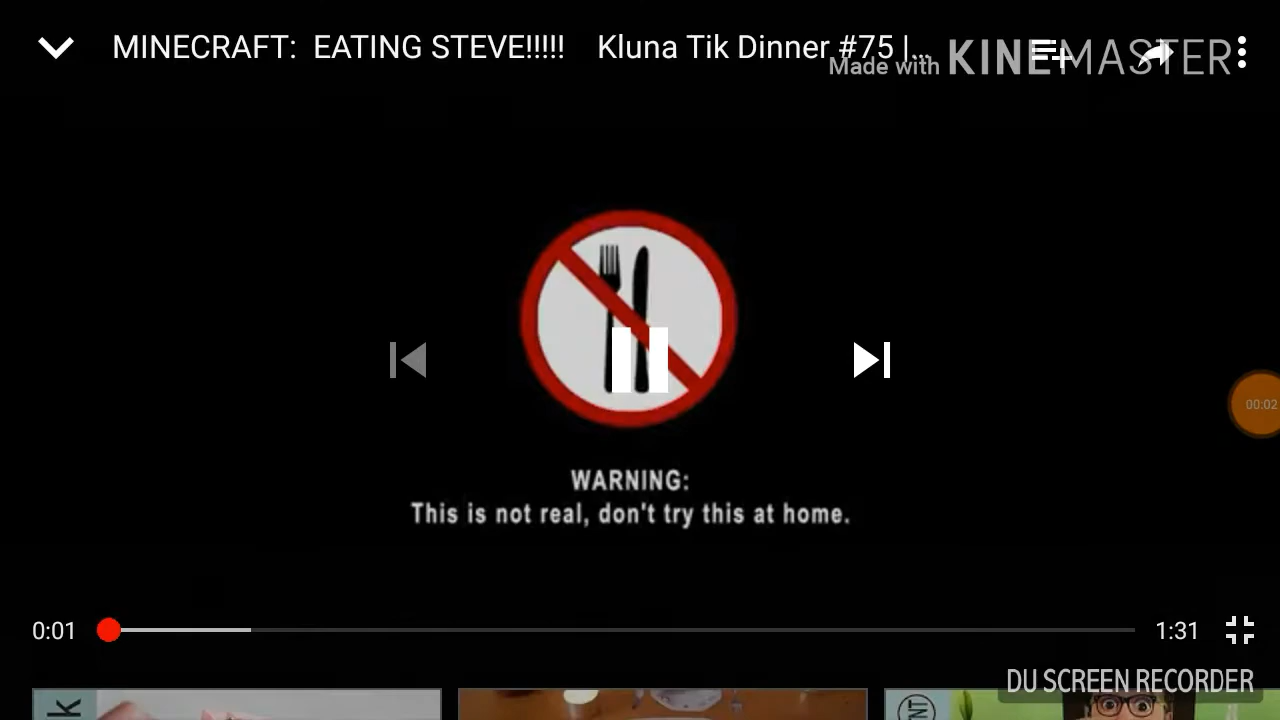 MINECRAFT: EATING STEVE!!!!! Kluna Tik Dinner #75 |...
Made with KINEMASTER
00:02
WARNING:
This is not real, don't try this at home.
0:01
1:31
DU SCREEN RECORDER
k
NT